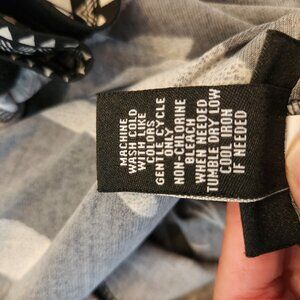 MACHINE
WASH COLD
WITH LIKE
COLORS
GENTLE CYCLE
ONLY
NON-CHLORINE
BLEACH
WHEN NEEDED
TUMBLE DRY LOW
COOL IRON
IF NEEDED